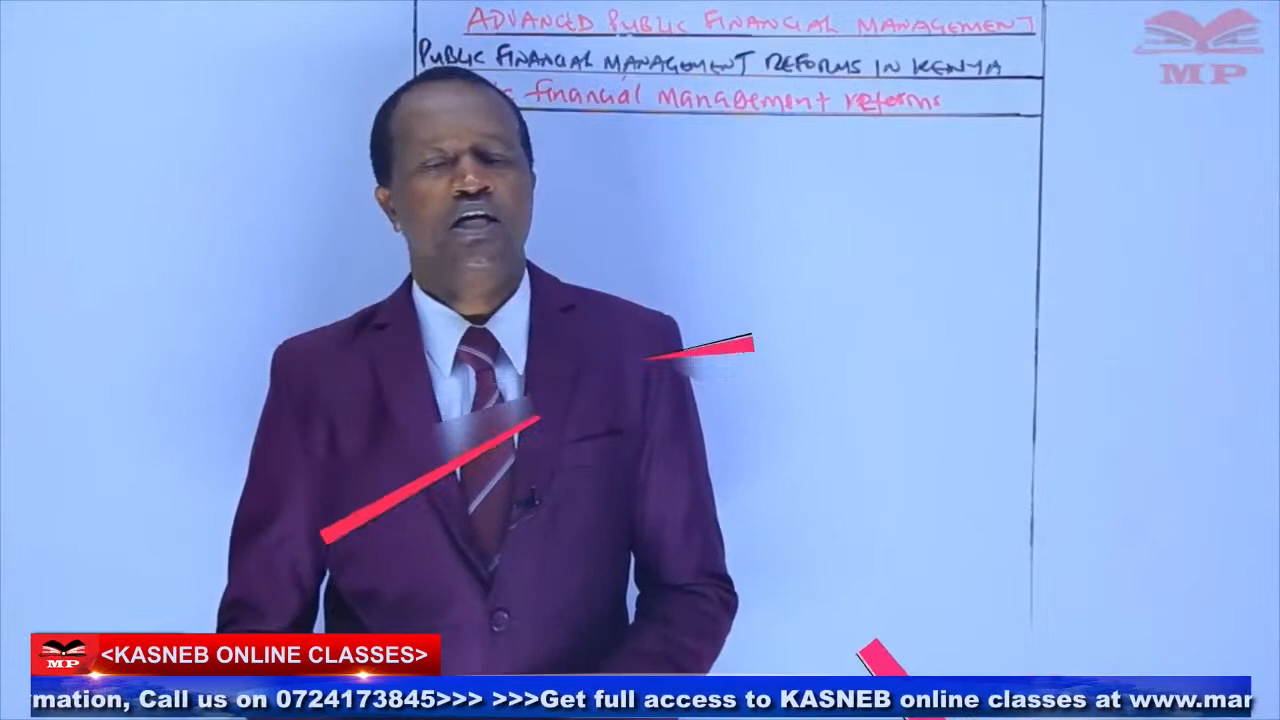 ADVANCED PUBLIC FINANCIAL MANAGEMENT
PUBLIC FINANCIAL MANAGEMENT REFORMS IN KENYA
financial management reforms
MP
MP
<KASNEB ONLINE CLASSES>
mation, Call us on 0724173845>>> >>>Get full access to KASNEB online classes at www.mar